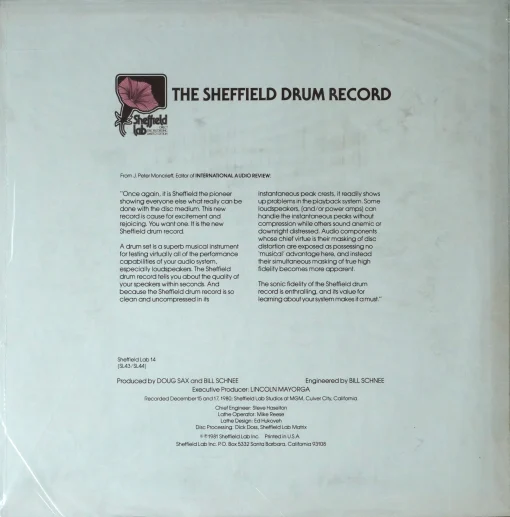 THE SHEFFIELD DRUM RECORD
Sheffield
Lab
From J. Peter Moncrieff, Editor of INTERNATIONAL AUDIO REVIEW:
"Once again, it is Sheffield the pioneer
showing everyone else what really can be
done with the disc medium. This new
record is cause for excitement and
rejoicing. You want one. It is the new
Sheffield drum record.
A drum set is a superb musical instrument
for testing virtually all of the performance
capabilities of your audio system,
especially loudspeakers. The Sheffield
drum record tells you about the quality of
your speakers within seconds. And
because the Sheffield drum record is so
clean and uncompressed in its
instantaneous peak crests, it readily shows
up problems in the playback system. Some
loudspeakers, (and/or power amps) can
handle the instantaneous peaks without
compression while others sound anemic or
downright distressed. Audio components
whose chief virtue is their masking of disc
distortion are exposed as possessing no
'musical' advantage here, and instead
their simultaneous masking of true high
fidelity becomes more apparent.
The sonic fidelity of the Sheffield drum
record is enthralling, and its value for
learning about your system makes it a must."
Sheffield Lab 14
(SL43/SL44)
Produced by DOUG SAX and BILL SCHNEE
Engineered by BILL SCHNEE
Executive Producer: LINCOLN MAYORGA
Recorded December 15 and 17, 1980, Sheffield Lab Studios at MGM, Culver City, California
Chief Engineer: Steve Haselton
Lathe Operator: Mike Reese
Lathe Design: Ed Hukoveh
Disc Processing: Dick Doss, Sheffield Lab Matrix
©℗1981 Sheffield Lab Inc. Printed in U.S.A.
Sheffield Lab Inc. P.O. Box 5332 Santa Barbara, California 93108